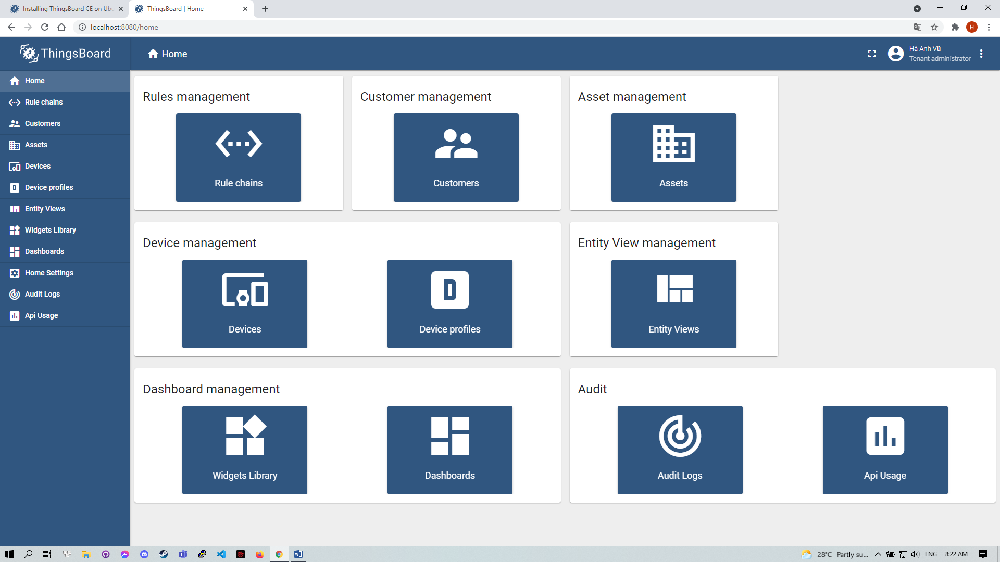 Installing ThingsBoard CE on Ubu
ThingsBoard | Home
localhost:8080/home
H
ThingsBoard
Home
Hà Anh Vũ
Tenant administrator
Home
Rule chains
Customers
Assets
Devices
Device profiles
Entity Views
Widgets Library
Dashboards
Home Settings
Audit Logs
Api Usage
Rules management
Rule chains
Customer management
Customers
Asset management
Assets
Device management
Devices
D
Device profiles
Entity View management
Entity Views
Dashboard management
Widgets Library
Dashboards
Audit
Audit Logs
Api Usage
28°C Partly su...
ENG
8:22 AM